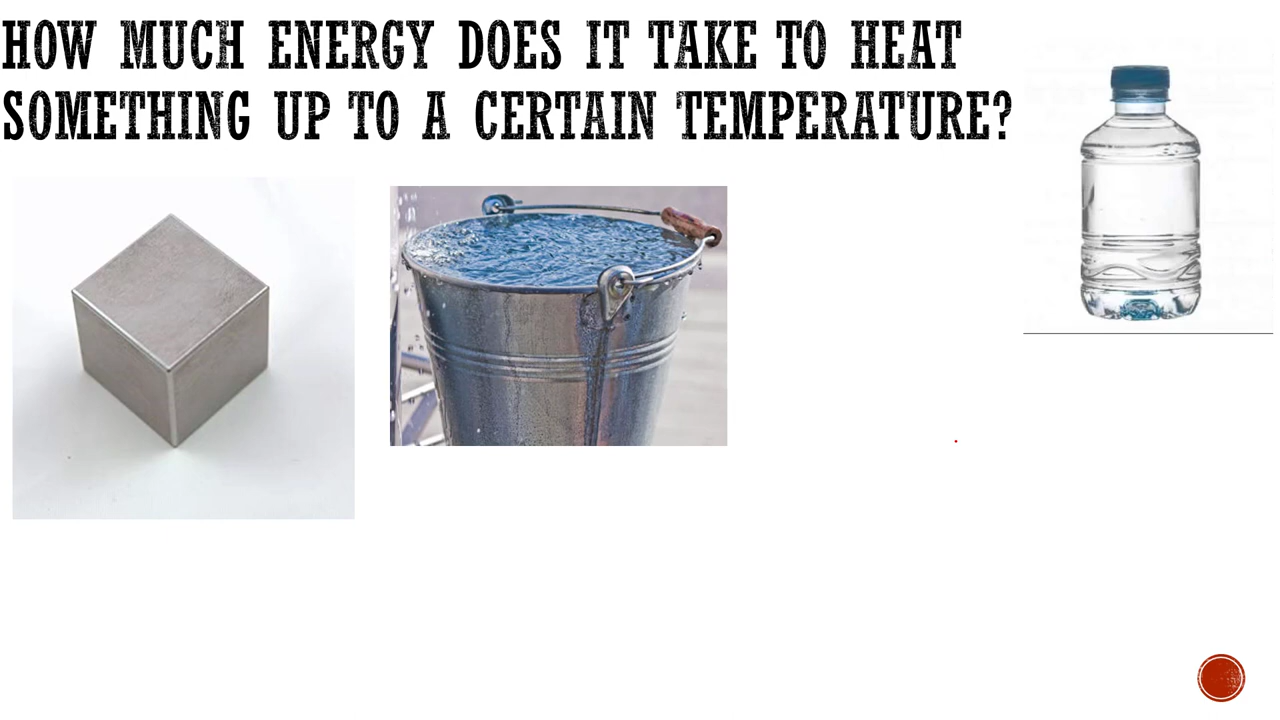 HOW MUCH ENERGY DOES IT TAKE TO HEAT
SOMETHING UP TO A CERTAIN TEMPERATURE?